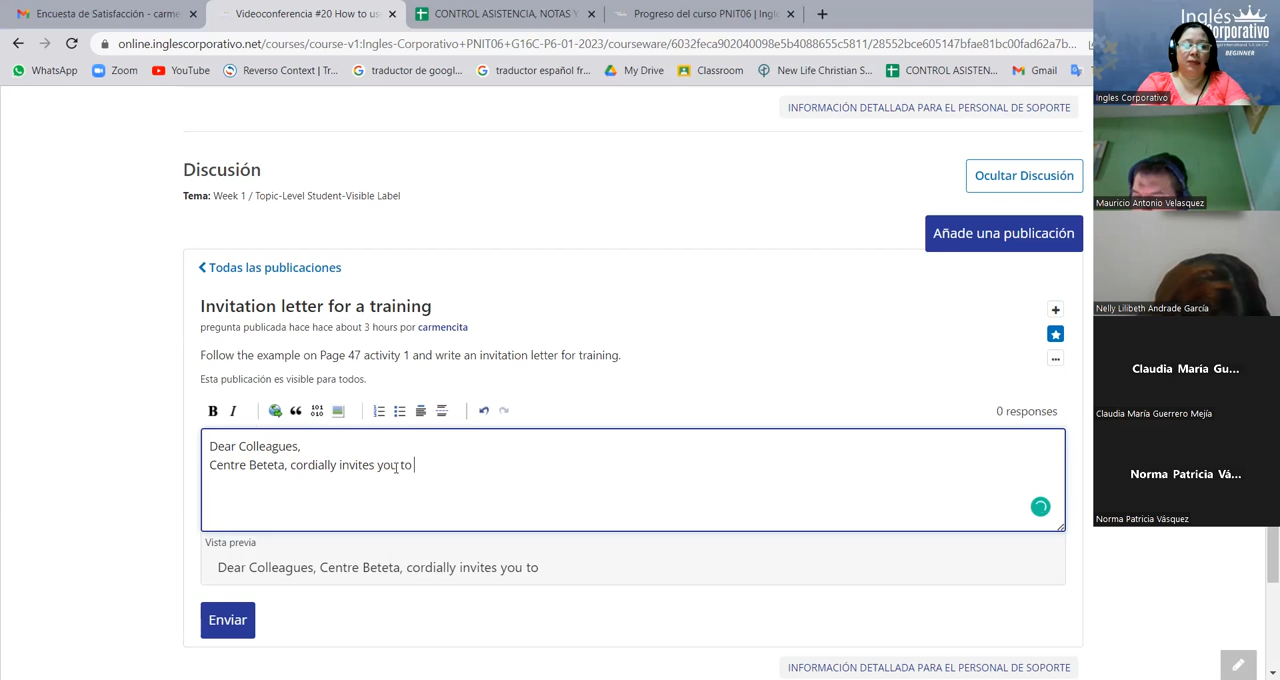 Encuesta de Satisfacción - carme
Videoconferencia #20 How to us
CONTROL ASISTENCIA, NOTAS Y
Progreso del curso PNIT06 | Ingl
online.inglescorporativo.net/courses/course-v1:Ingles-Corporativo+PNIT06+G16C-P6-01-2023/courseware/6032feca902040098e5b4088655c5811/28552bce605147bfae81bc00fad62a7b...
WhatsApp
Zoom
YouTube
Reverso Context | Tr...
traductor de googl...
traductor español fr...
My Drive
Classroom
New Life Christian S...
CONTROL ASISTEN...
Gmail
INFORMACIÓN DETALLADA PARA EL PERSONAL DE SOPORTE
Discusión
Ocultar Discusión
Tema: Week 1 / Topic-Level Student-Visible Label
Añade una publicación
Todas las publicaciones
Invitation letter for a training
pregunta publicada hace hace about 3 hours por carmencita
Follow the example on Page 47 activity 1 and write an invitation letter for training.
Esta publicación es visible para todos.
B I
0 responses
Dear Colleagues,
Centre Beteta, cordially invites you to
Vista previa
Dear Colleagues, Centre Beteta, cordially invites you to
Enviar
INFORMACIÓN DETALLADA PARA EL PERSONAL DE SOPORTE
Inglés
Corporativo
BEGINNER
Ingles Corporativo
Mauricio Antonio Velasquez
Nelly Lilibeth Andrade García
Claudia María Gu...
Claudia María Guerrero Mejía
Norma Patricia Vá...
Norma Patricia Vásquez